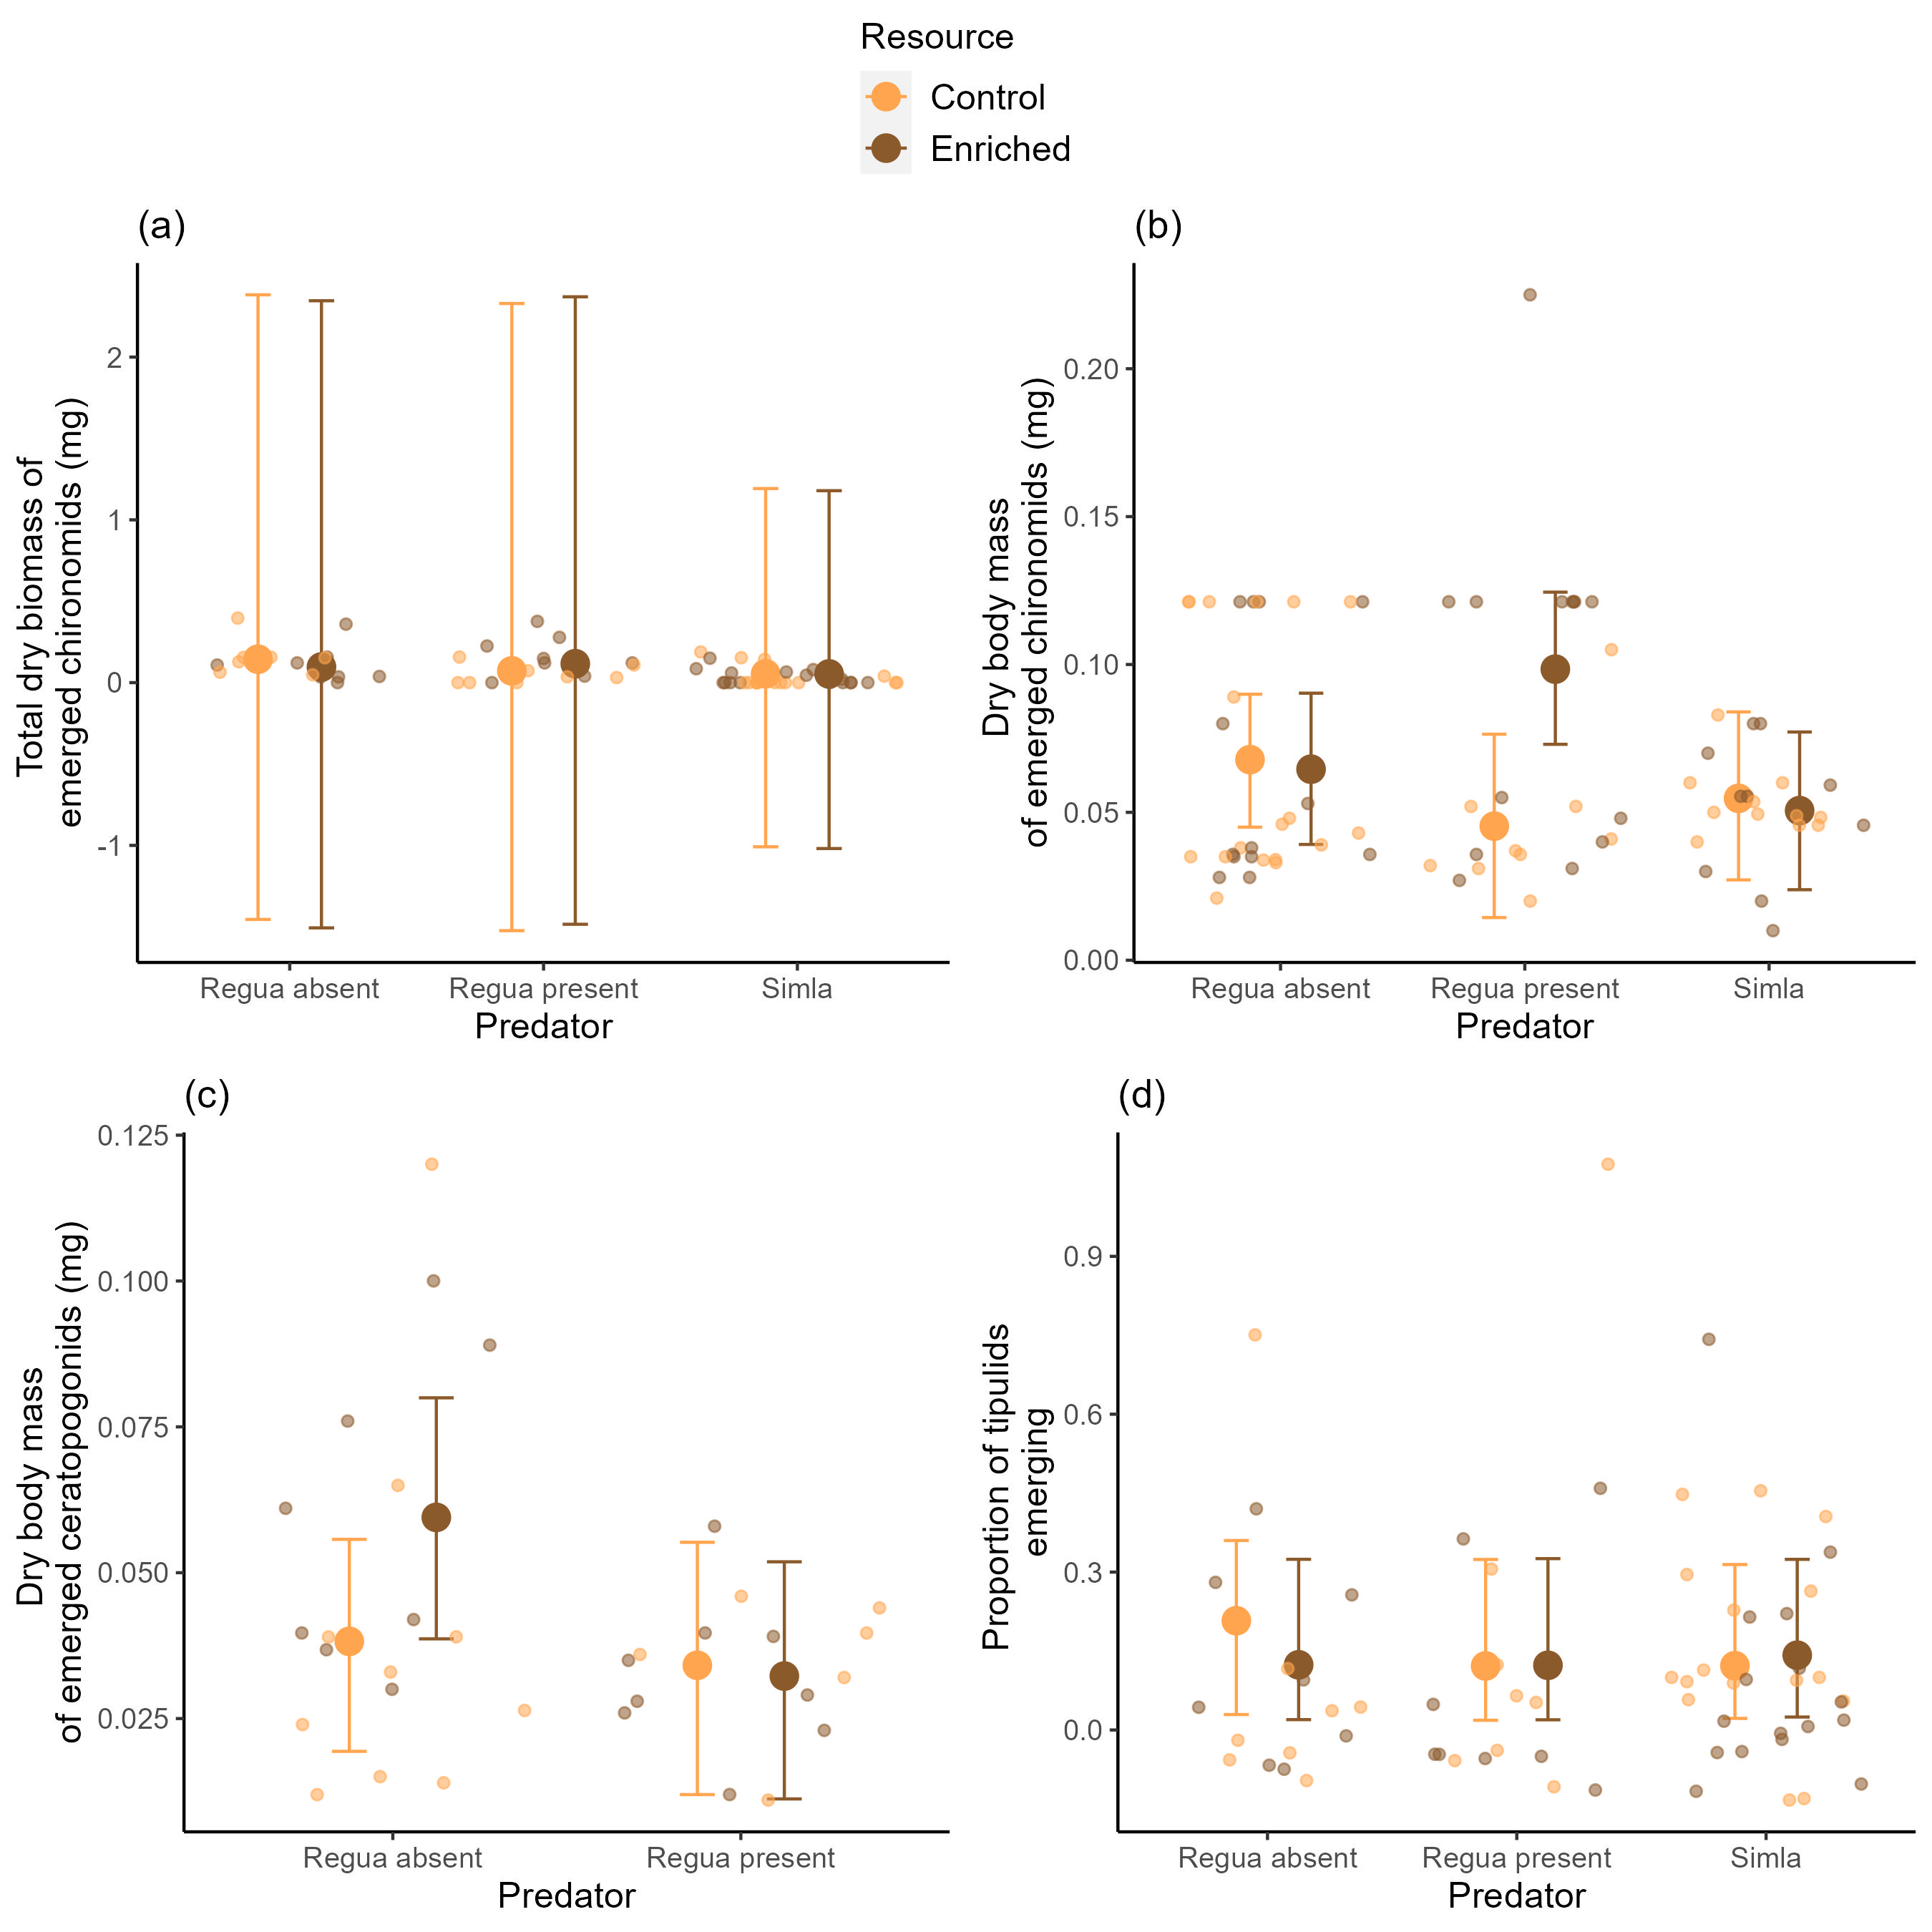 Resource
Control
Enriched
(a)
Total dry biomass of
emerged chironomids (mg)
2
1
0
-1
Regua absent
Regua present
Simla
Predator
(b)
Dry body mass
of emerged chironomids (mg)
0.20
0.15
0.10
0.05
0.00
Regua absent
Regua present
Simla
Predator
(c)
Dry body mass
of emerged ceratopogonids (mg)
0.125
0.100
0.075
0.050
0.025
Regua absent
Regua present
Predator
(d)
Proportion of tipulids
emerging
0.9
0.6
0.3
0.0
Regua absent
Regua present
Simla
Predator